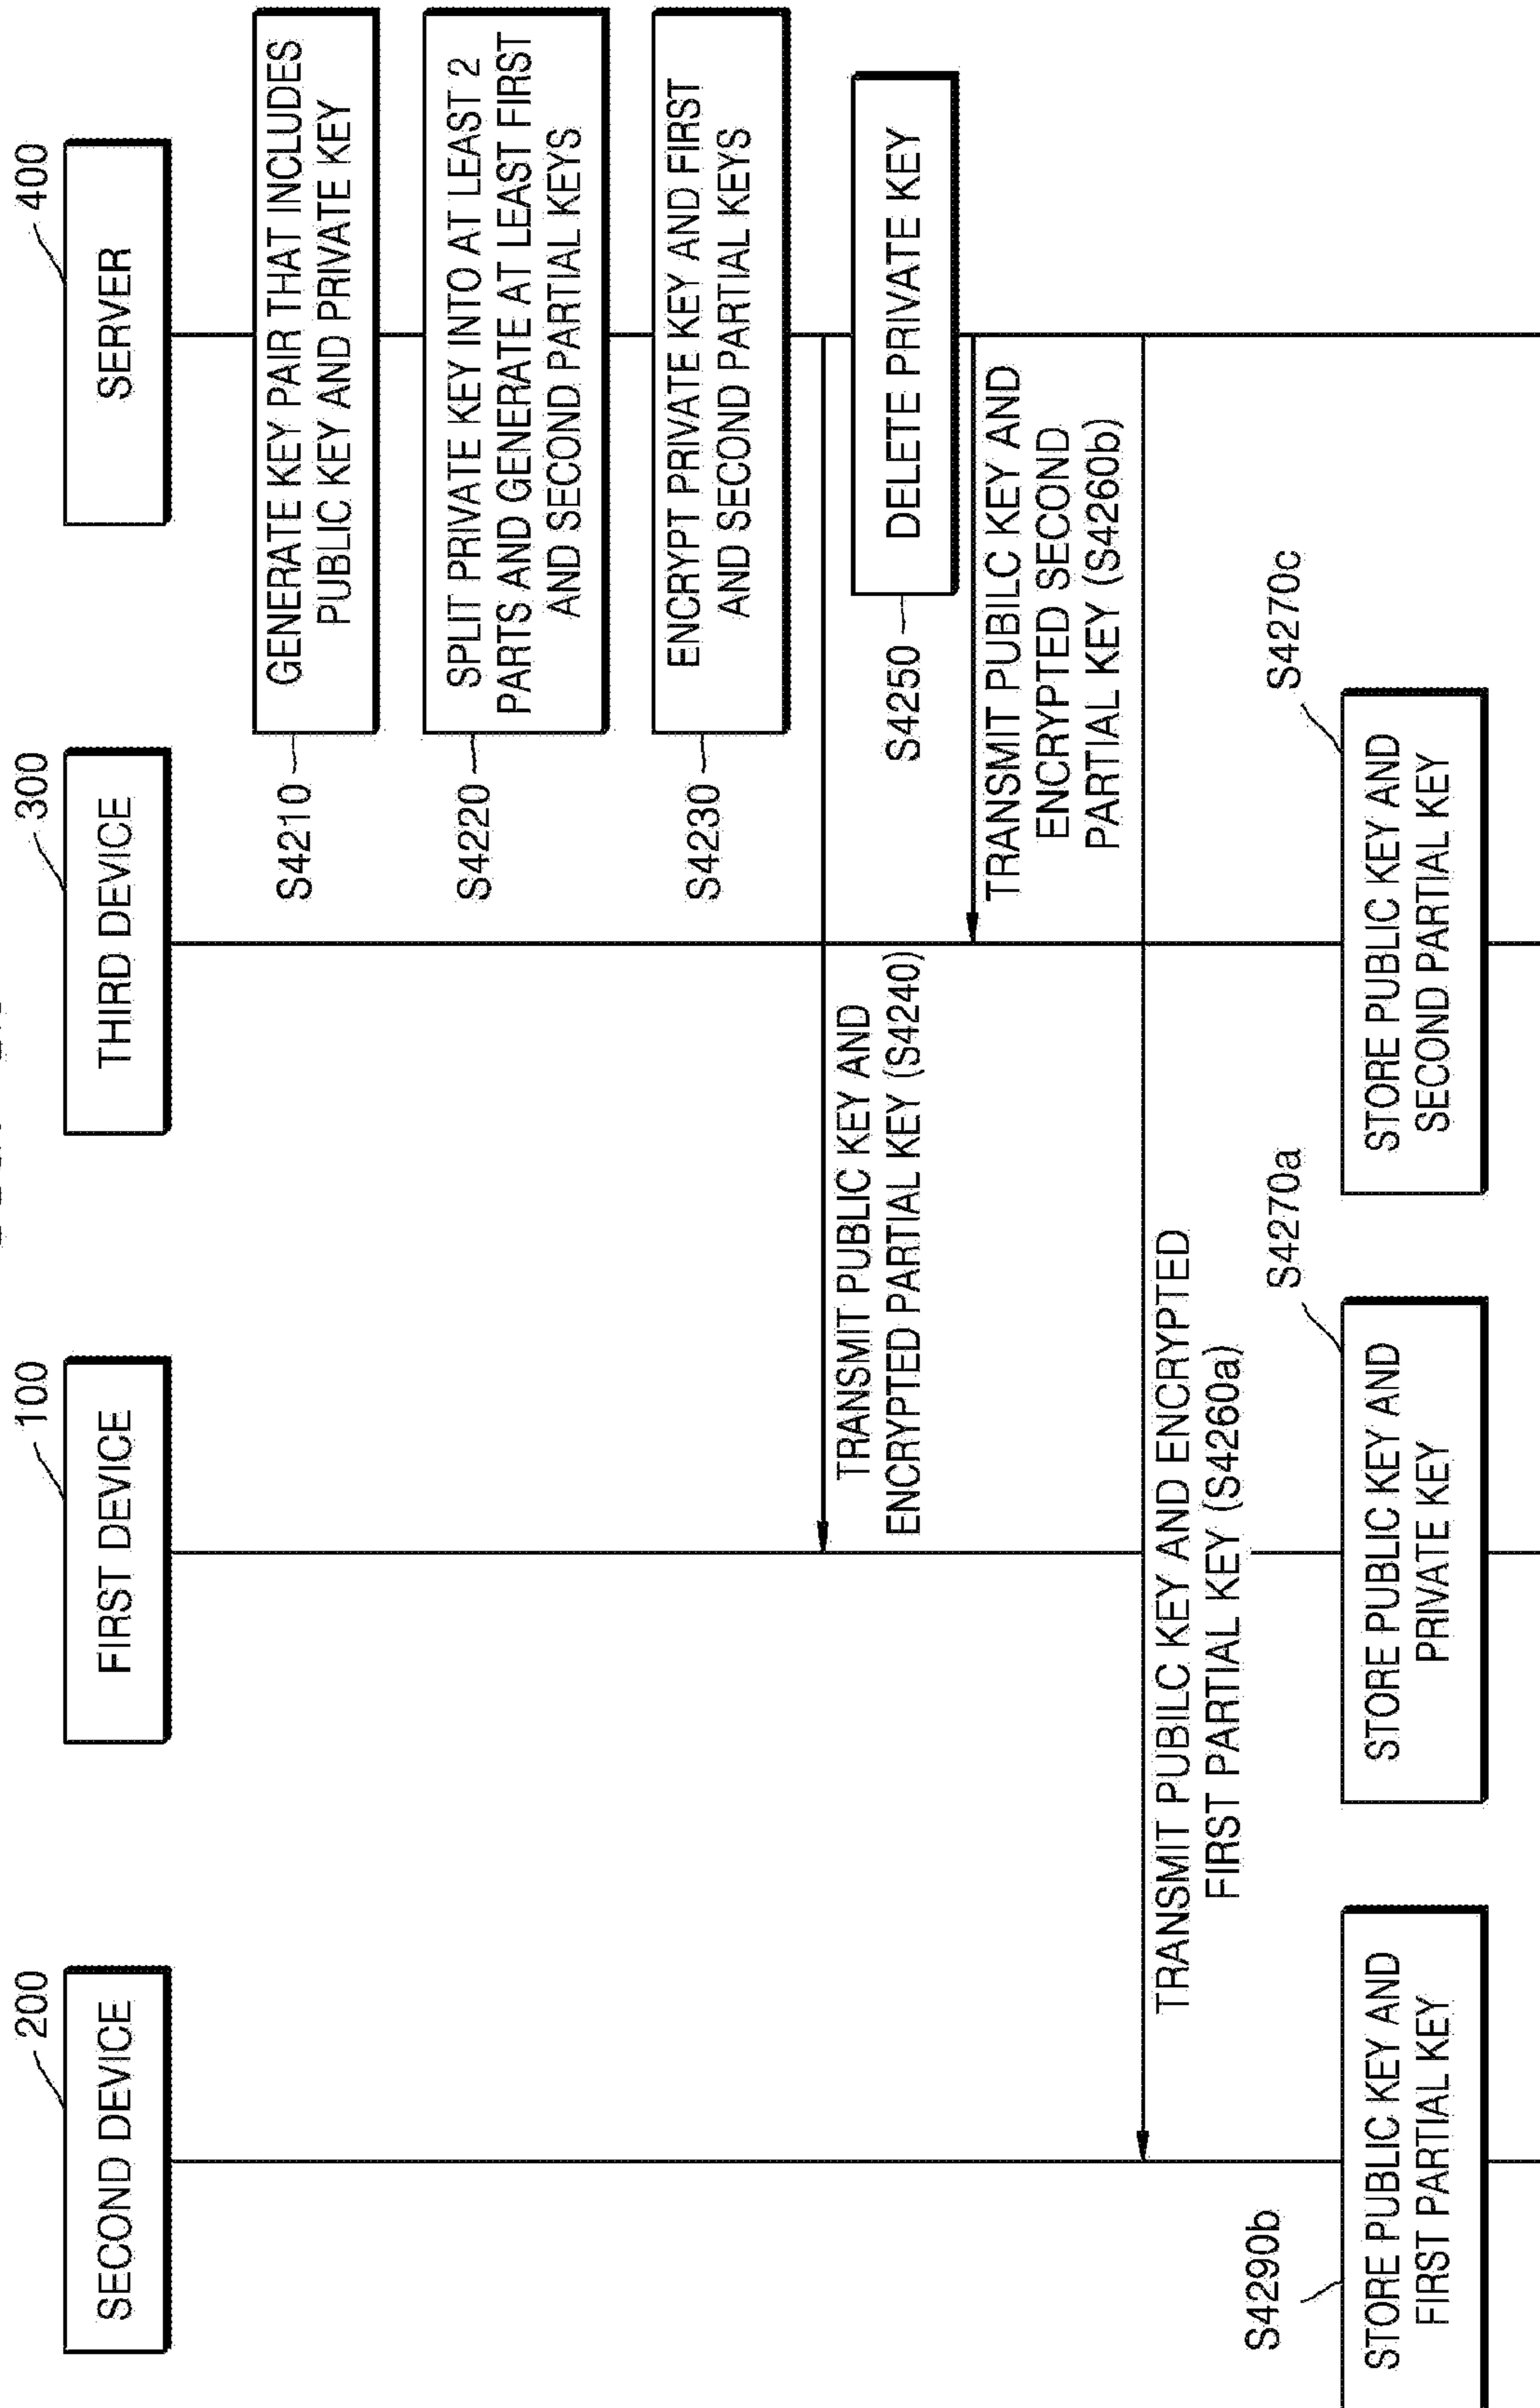 200
SECOND DEVICE
100
FIRST DEVICE
300
THIRD DEVICE
400
SERVER
S4210
GENERATE KEY PAIR THAT INCLUDES
PUBLIC KEY AND PRIVATE KEY
S4220
SPLIT PRIVATE KEY INTO AT LEAST 2
PARTS AND GENERATE AT LEAST FIRST
AND SECOND PARTIAL KEYS
S4230
ENCRYPT PRIVATE KEY AND FIRST
AND SECOND PARTIAL KEYS
TRANSMIT PUBLIC KEY AND
ENCRYPTED PARTIAL KEY (S4240)
S4250
DELETE PRIVATE KEY
TRANSMIT PUBILC KEY AND
ENCRYPTED SECOND
PARTIAL KEY (S4260b)
TRANSMIT PUBILC KEY AND ENCRYPTED
FIRST PARTIAL KEY (S4260a)
S4290b
STORE PUBLIC KEY AND
FIRST PARTIAL KEY
S4270a
STORE PUBLIC KEY AND
PRIVATE KEY
S4270c
STORE PUBLIC KEY AND
SECOND PARTIAL KEY